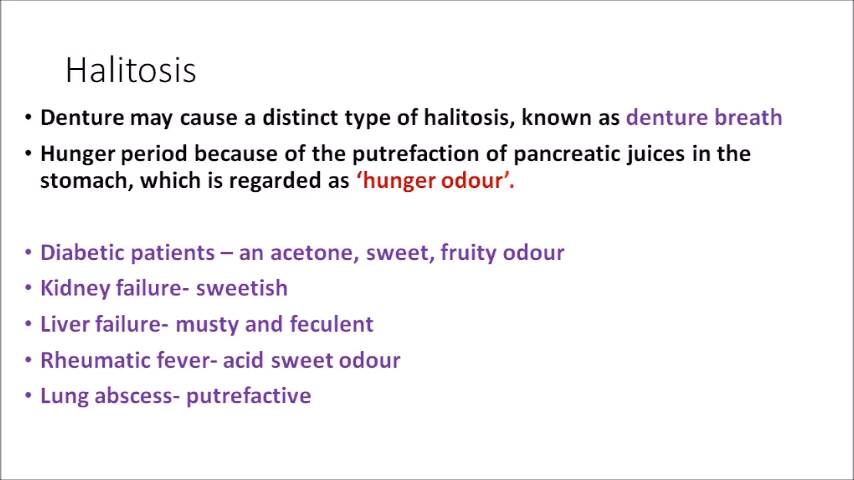 Halitosis
• Denture may cause a distinct type of halitosis, known as denture breath
• Hunger period because of the putrefaction of pancreatic juices in the
stomach, which is regarded as ‘hunger odour’.
• Diabetic patients – an acetone, sweet, fruity odour
• Kidney failure- sweetish
• Liver failure- musty and feculent
• Rheumatic fever- acid sweet odour
• Lung abscess- putrefactive